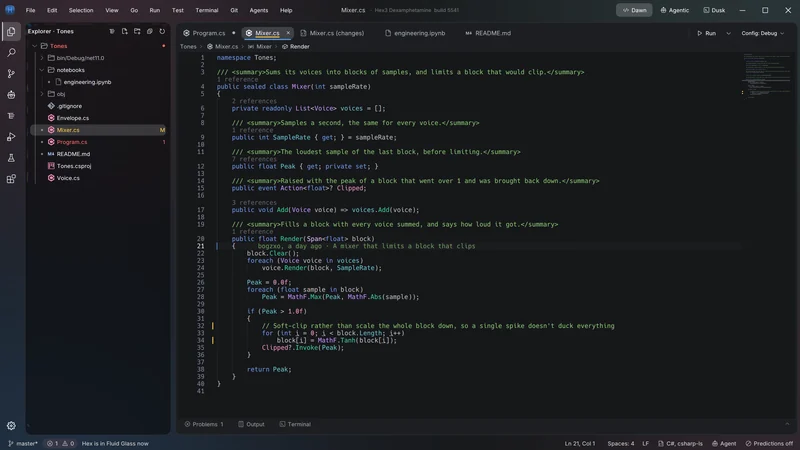 File Edit Selection View Go Run Test Terminal Git Agents Help
Mixer.cs - Hex3 Dexamphetamine build 0041
Dawn Agentic Dusk
Explorer · Tones
Tones
bin/Debug/net11.0
notebooks
engineering.ipynb
obj
.gitignore
Envelope.cs
Mixer.cs M
Program.cs 1
README.md
Tones.csproj
Voice.cs
Program.cs Mixer.cs Mixer.cs (changes) engineering.ipynb README.md
Run Config: Debug
Tones Mixer.cs Mixer Render
1 namespace Tones;
2
3 /// <summary>Sums its voices into blocks of samples, and limits a block that would clip.</summary>
1 reference
4 public sealed class Mixer(int sampleRate)
5 {
2 references
6 private readonly List<Voice> voices = [];
7
8 /// <summary>Samples a second, the same for every voice.</summary>
1 reference
9 public int SampleRate { get; } = sampleRate;
10
11 /// <summary>The loudest sample of the last block, before limiting.</summary>
7 references
12 public float Peak { get; private set; }
13
14 /// <summary>Raised with the peak of a block that went over 1 and was brought back down.</summary>
15 public event Action<float>? Clipped;
16
3 references
17 public void Add(Voice voice) => voices.Add(voice);
18
19 /// <summary>Fills a block with every voice summed, and says how loud it got.</summary>
1 reference
20 public float Render(Span<float> block)
21 { bogzxo, a day ago · A mixer that limits a block that clips
22 block.Clear();
23 foreach (Voice voice in voices)
24 voice.Render(block, SampleRate);
25
26 Peak = 0.0f;
27 foreach (float sample in block)
28 Peak = MathF.Max(Peak, MathF.Abs(sample));
29
30 if (Peak > 1.0f)
31 {
32 // Soft-clip rather than scale the whole block down, so a single spike doesn't duck everything
33 for (int i = 0; i < block.Length; i++)
34 block[i] = MathF.Tanh(block[i]);
35 Clipped?.Invoke(Peak);
36 }
37
38 return Peak;
39 }
40 }
41
Problems 1 Output Terminal
master* 1 0 Hex is in Fluid Glass now
Ln 21, Col 1 Spaces: 4 LF C#, csharp-ls Agent Predictions off